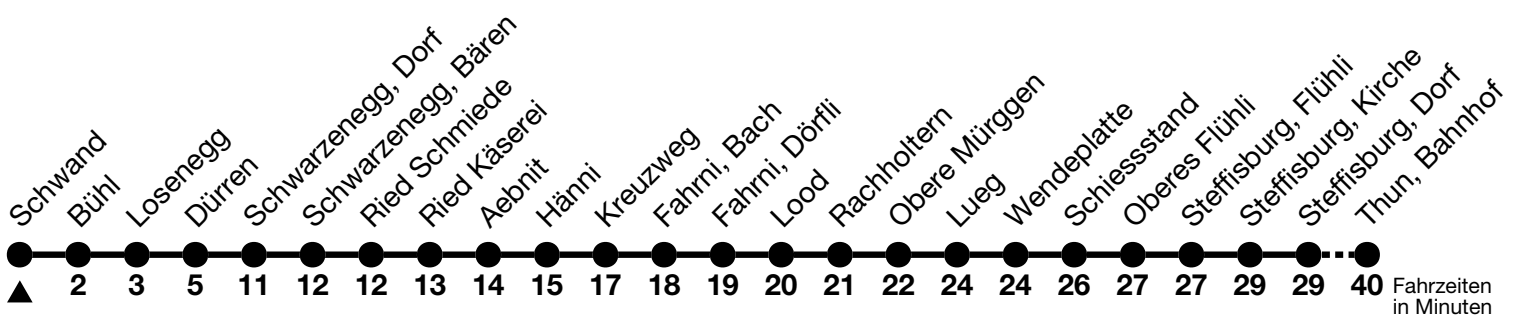 Schwand
Bühl
Losenegg
Dürren
Schwarzenegg, Dorf
Schwarzenegg, Bären
Ried Schmiede
Ried Käserei
Aebnit
Hänni
Kreuzweg
Fahrni, Bach
Fahrni, Dörfli
Lood
Rachholtern
Obere Mürggen
Lueg
Wendeplatte
Schiessstand
Oberes Flühli
Steffisburg, Flühli
Steffisburg, Kirche
Steffisburg, Dorf
Thun, Bahnhof
2 3 5 11 12 12 13 14 15 17 18 19 20 21 22 24 24 26 27 27 29 29 40
Fahrzeiten
in Minuten